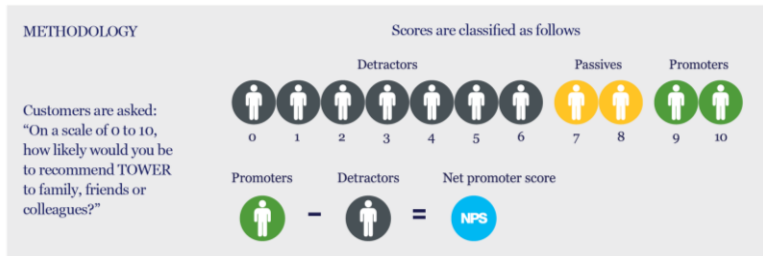 METHODOLOGY
Scores are classified as follows
Detractors Passives Promoters
0 1 2 3 4 5 6 7 8 9 10
Customers are asked:
“On a scale of 0 to 10,
how likely would you be
to recommend TOWER
to family, friends or
colleagues?”
Promoters Detractors Net promoter score
– = NPS